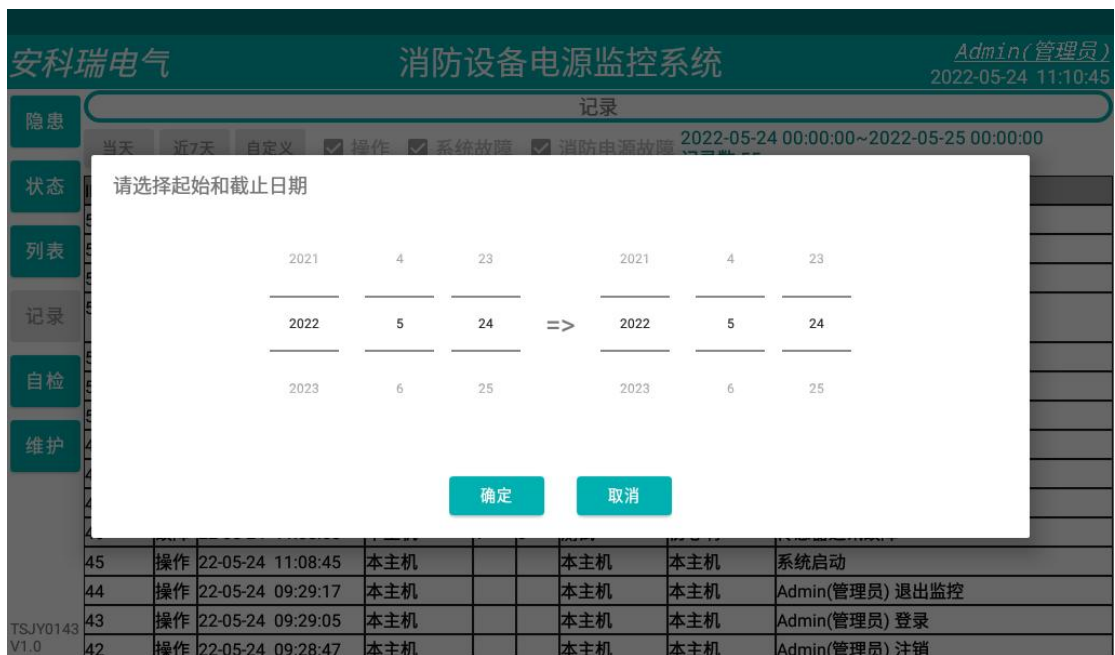 安科瑞电气
消防设备电源监控系统
Admin(管理员)
2022-05-24 11:10:45
记录
隐患
当天 近7天 自定义 操作 系统故障 消防电源故障 2022-05-24 00:00:00~2022-05-25 00:00:00
状态
列表
记录
自检
维护
请选择起始和截止日期
2021 4 23 2021 4 23
2022 5 24 => 2022 5 24
2023 6 25 2023 6 25
确定 取消
45 操作 22-05-24 11:08:45 本主机 本主机 本主机 系统启动
44 操作 22-05-24 09:29:17 本主机 本主机 本主机 Admin(管理员) 退出监控
43 操作 22-05-24 09:29:05 本主机 本主机 本主机 Admin(管理员) 登录
42 操作 22-05-24 09:28:47 本主机 本主机 本主机 Admin(管理员) 注销
TSJY0143
V1.0